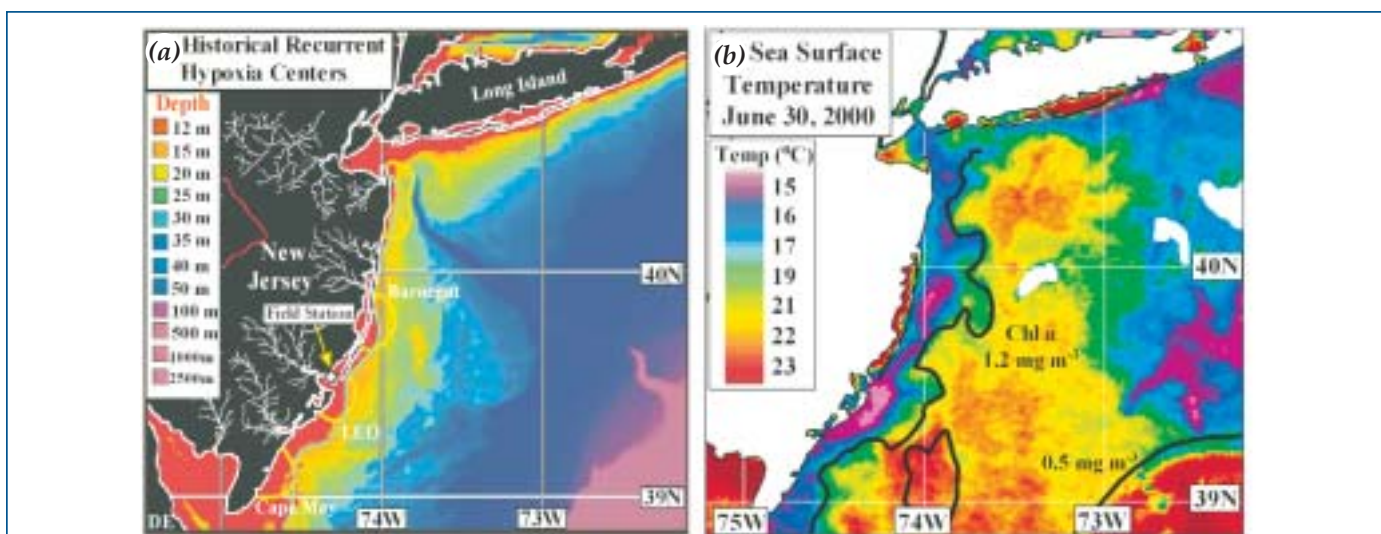 (a) Historical Recurrent
Hypoxia Centers
Depth
12 m
15 m
20 m
25 m
30 m
35 m
40 m
50 m
100 m
500 m
1000m
2500m
Long Island
New
Jersey
Field Station
Barnegat
LEO
Cape May
DE
40N
39N
74W
73W
(b) Sea Surface
Temperature
June 30, 2000
Temp (°C)
15
16
17
19
21
22
23
Chl a
1.2 mg m⁻³
0.5 mg m⁻³
40N
39N
75W
74W
73W